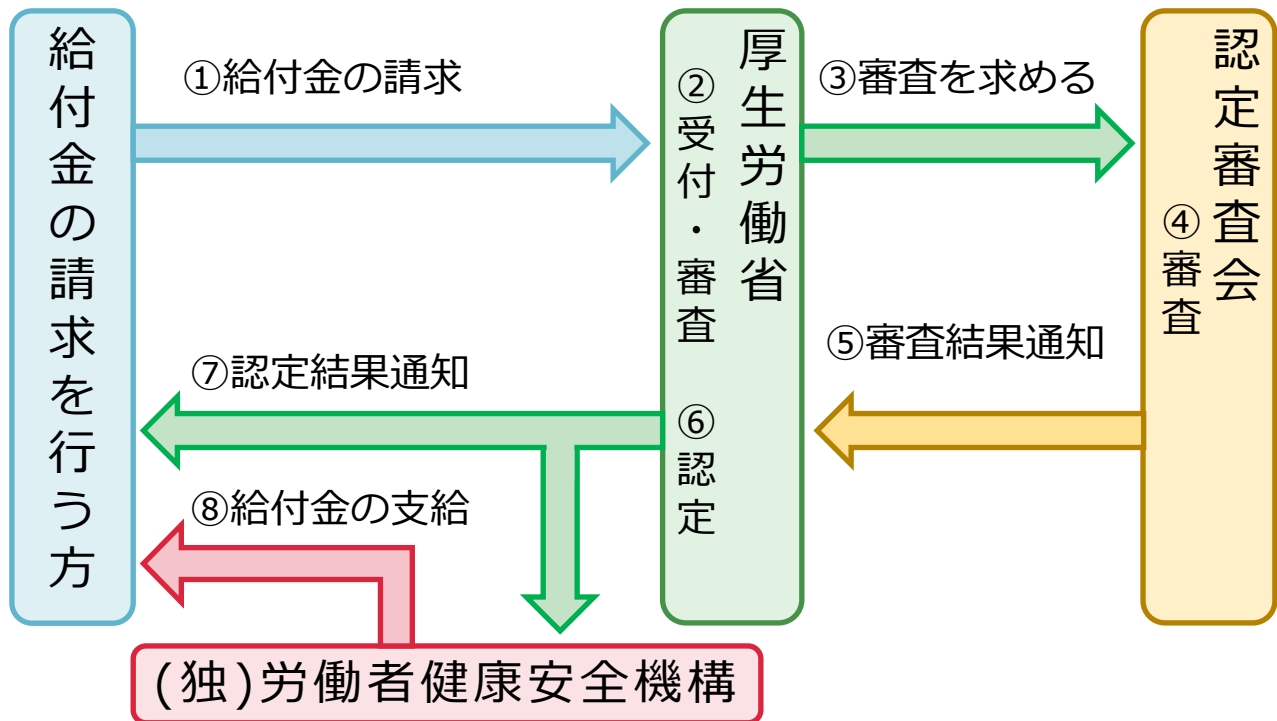 給付金の請求を行う方
①給付金の請求
厚生労働省
②受付・審査
⑥認定
③審査を求める
認定審査会
④審査
⑤審査結果通知
⑦認定結果通知
⑧給付金の支給
(独)労働者健康安全機構